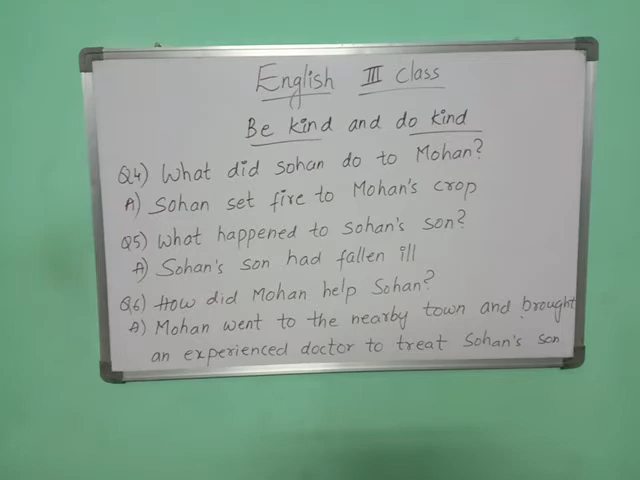 English III Class
Be kind and do kind
Q4) What did Sohan do to Mohan?
A) Sohan set fire to Mohan's crop
Q5) What happened to Sohan's son?
A) Sohan's son had fallen ill
Q6) How did Mohan help Sohan?
A) Mohan went to the nearby town and brought
an experienced doctor to treat Sohan's son